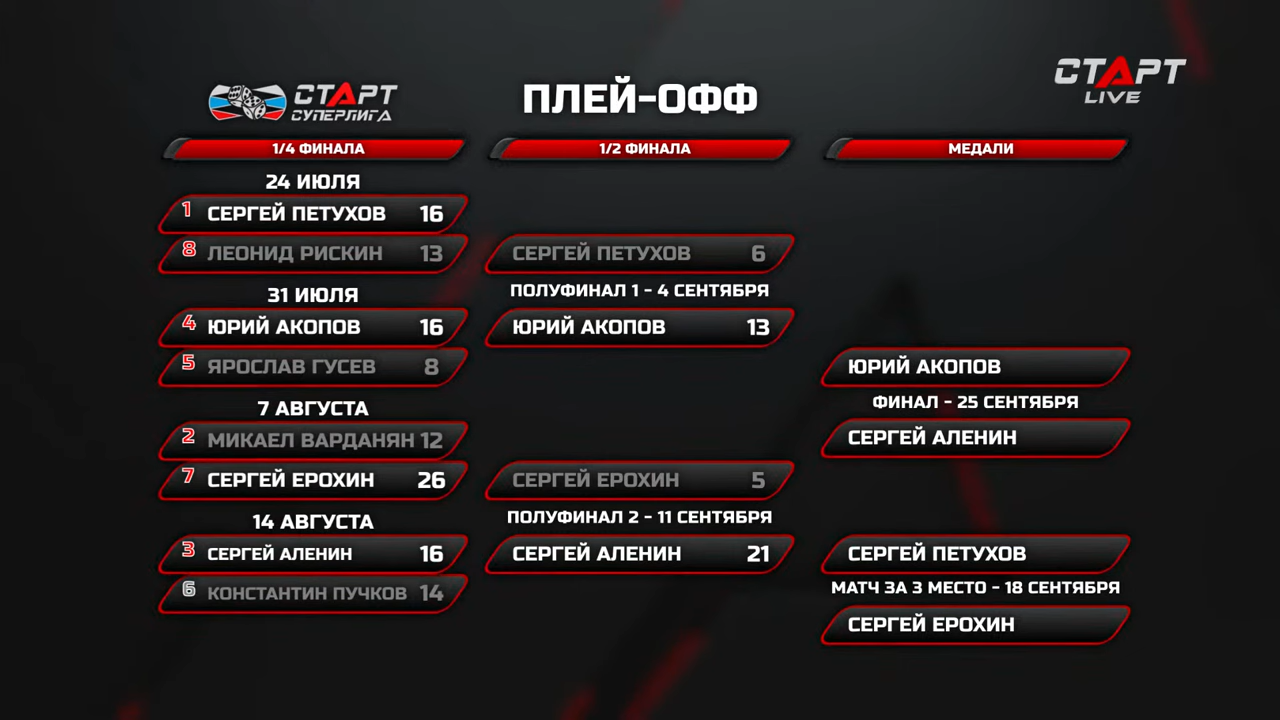 СТАРТ
СУПЕРЛИГА
ПЛЕЙ-ОФФ
СТАРТ
LIVE
1/4 ФИНАЛА
24 ИЮЛЯ
1 СЕРГЕЙ ПЕТУХОВ 16
8 ЛЕОНИД РИСКИН 13
31 ИЮЛЯ
4 ЮРИЙ АКОПОВ 16
5 ЯРОСЛАВ ГУСЕВ 8
7 АВГУСТА
2 МИКАЕЛ ВАРДАНЯН 12
7 СЕРГЕЙ ЕРОХИН 26
14 АВГУСТА
3 СЕРГЕЙ АЛЕНИН 16
6 КОНСТАНТИН ПУЧКОВ 14
1/2 ФИНАЛА
СЕРГЕЙ ПЕТУХОВ 6
ПОЛУФИНАЛ 1 - 4 СЕНТЯБРЯ
ЮРИЙ АКОПОВ 13
СЕРГЕЙ ЕРОХИН 5
ПОЛУФИНАЛ 2 - 11 СЕНТЯБРЯ
СЕРГЕЙ АЛЕНИН 21
МЕДАЛИ
ЮРИЙ АКОПОВ
ФИНАЛ - 25 СЕНТЯБРЯ
СЕРГЕЙ АЛЕНИН
СЕРГЕЙ ПЕТУХОВ
МАТЧ ЗА 3 МЕСТО - 18 СЕНТЯБРЯ
СЕРГЕЙ ЕРОХИН